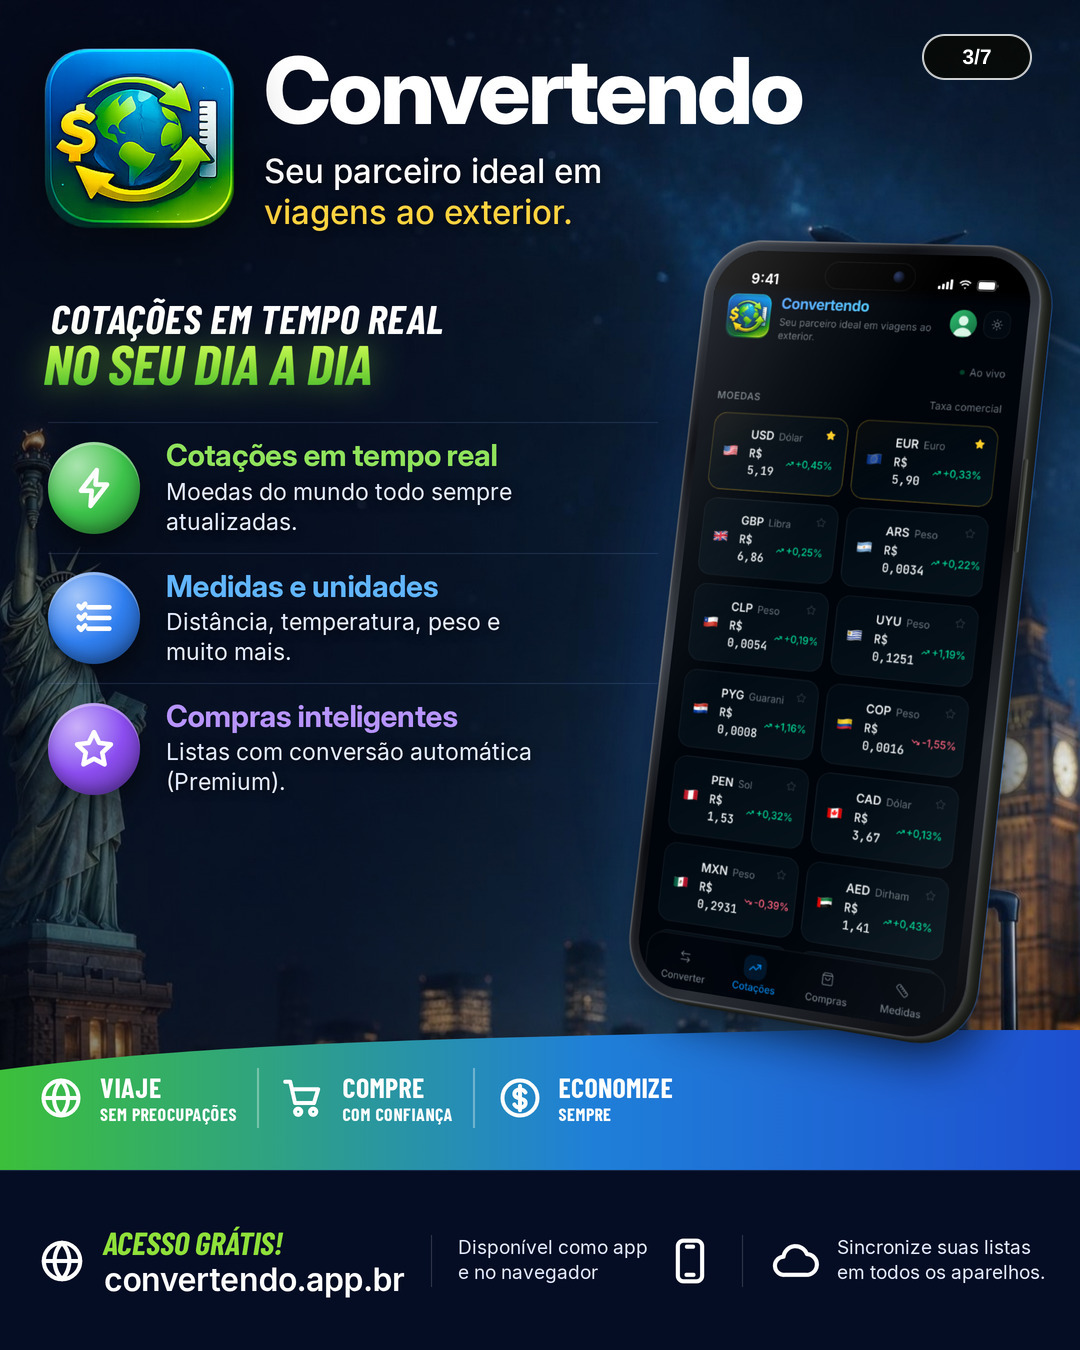 Convertendo
3/7
Seu parceiro ideal em
viagens ao exterior.
COTAÇÕES EM TEMPO REAL
NO SEU DIA A DIA
Cotações em tempo real
Moedas do mundo todo sempre
atualizadas.
Medidas e unidades
Distância, temperatura, peso e
muito mais.
Compras inteligentes
Listas com conversão automática
(Premium).
9:41
Convertendo
Seu parceiro ideal em viagens ao
exterior.
Ao vivo
MOEDAS
Taxa comercial
USD Dólar
R$
5,19
+0,45%
EUR Euro
R$
5,90
+0,33%
GBP Libra
R$
6,86
+0,25%
ARS Peso
R$
0,0034
+0,22%
CLP Peso
R$
0,0054
+0,19%
UYU Peso
R$
0,1251
+1,19%
PYG Guarani
R$
0,0008
+1,16%
COP Peso
R$
0,0016
-1,55%
PEN Sol
R$
1,53
+0,32%
CAD Dólar
R$
3,67
+0,13%
MXN Peso
R$
0,2931
-0,39%
AED Dirham
R$
1,41
+0,43%
Converter
Cotações
Compras
Medidas
VIAJE
SEM PREOCUPAÇÕES
COMPRE
COM CONFIANÇA
ECONOMIZE
SEMPRE
ACESSO GRÁTIS!
convertendo.app.br
Disponível como app
e no navegador
Sincronize suas listas
em todos os aparelhos.